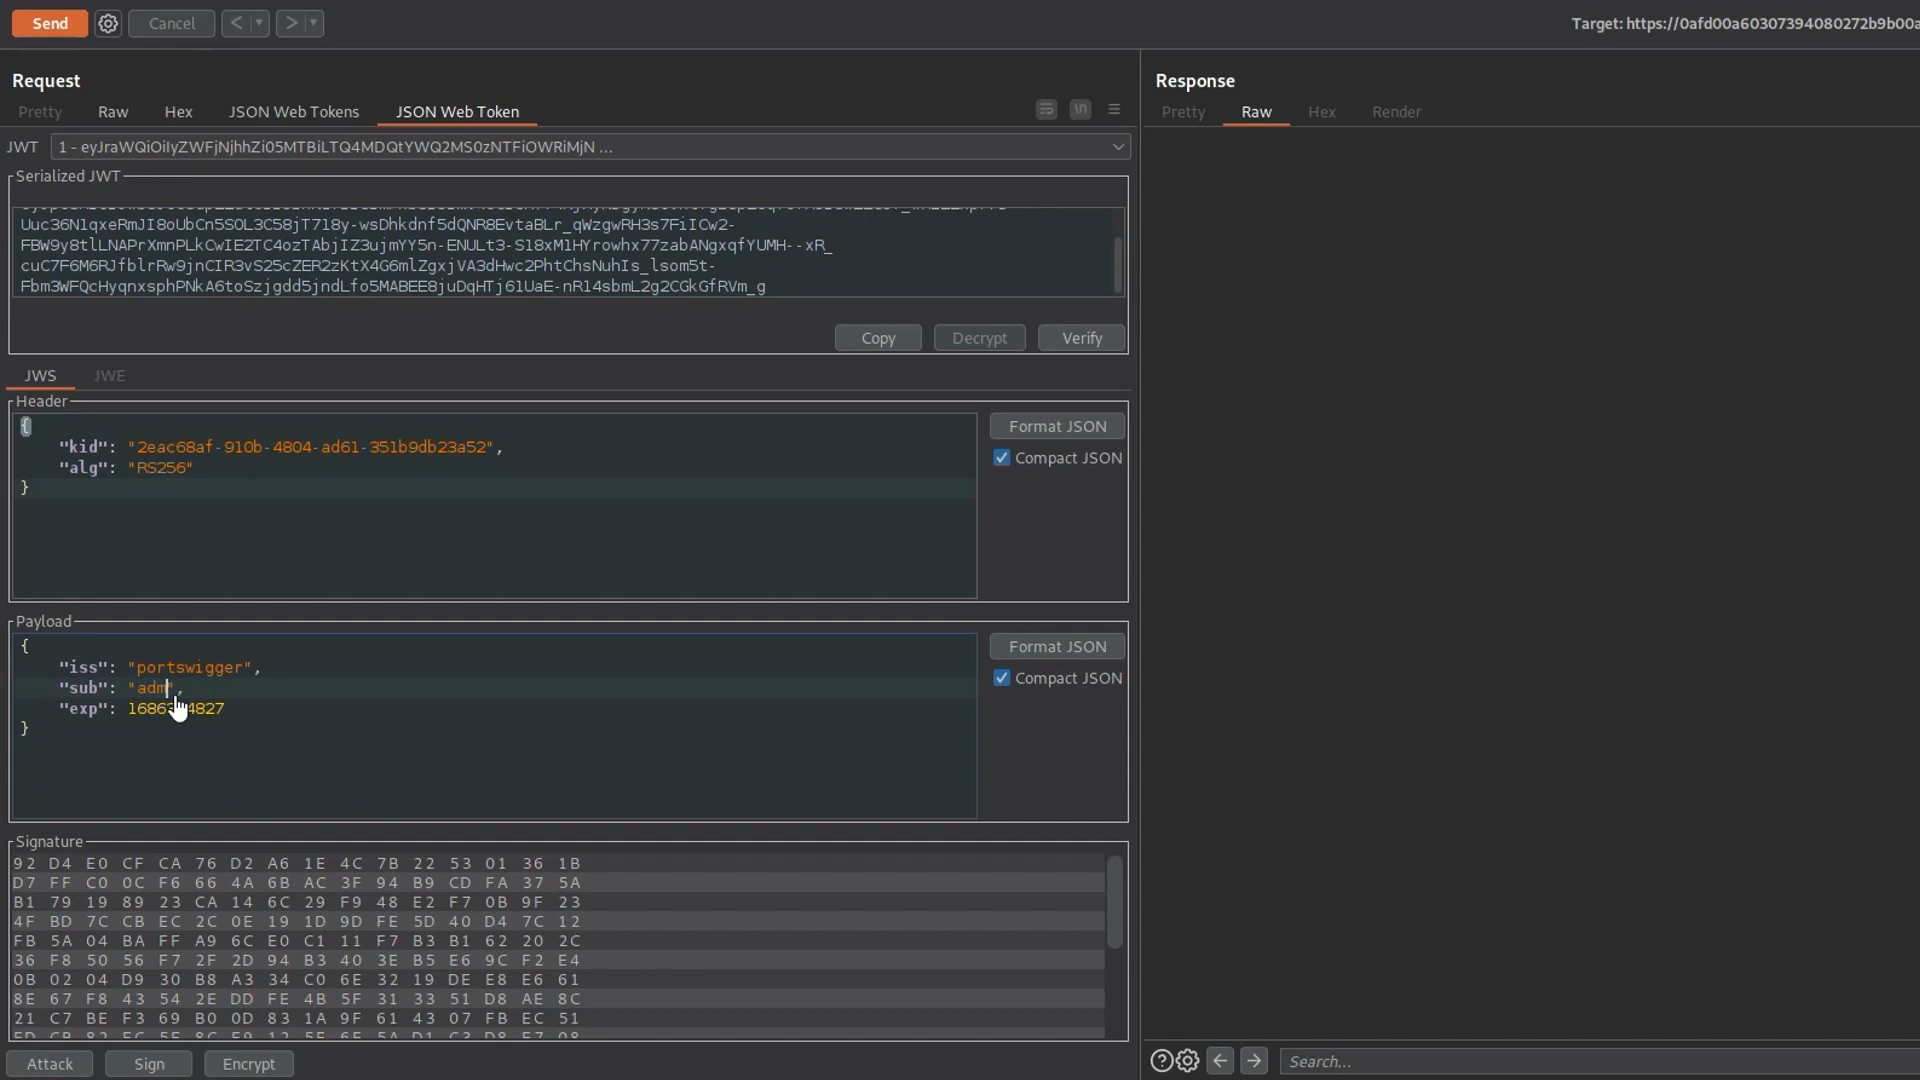 Send
Cancel
Target: https://0afd00a60307394080272b9b00a
Request
Pretty
Raw
Hex
JSON Web Tokens
JSON Web Token
\n
Response
Pretty
Raw
Hex
Render
JWT
1 - eyJraWQiOiIyZWFjNjhhZi05MTBiLTQ4MDQtYWQ2MS0zNTFiOWRiMjN ...
Serialized JWT
Uuc36N1qxeRmJI8oUbCn5SOL3C58jT718y-wsDhkdnf5dQNR8EvtaBLr_qWzgwRH3s7FiICw2-
FBW9y8tlLNAPrXmnPLkCwIE2TC4ozTAbjIZ3ujmYY5n-ENULt3-S18xM1HYrowhx77zabANgxqfYUMH--xR_
cuC7F6M6RJfblrRw9jnCIR3vS25cZER2zKtX4G6mlZgxjVA3dHwc2PhtChsNuhIs_lsom5t-
Fbm3WFQcHyqnxsphPNkA6toSzjgdd5jndLfo5MABEE8juDqHTj61UaE-nR14sbmL2g2CGkGfRVm_g
Copy
Decrypt
Verify
JWS
JWE
Header
{
"kid": "2eac68af-910b-4804-ad61-351b9db23a52",
"alg": "RS256"
}
Format JSON
Compact JSON
Payload
{
"iss": "portswigger",
"sub": "adm",
"exp":
}
Format JSON
Compact JSON
Signature
92 D4 E0 CF CA 76 D2 A6 1E 4C 7B 22 53 01 36 1B
D7 FF C0 0C F6 66 4A 6B AC 3F 94 B9 CD FA 37 5A
B1 79 19 89 23 CA 14 6C 29 F9 48 E2 F7 0B 9F 23
4F BD 7C CB EC 2C 0E 19 1D 9D FE 5D 40 D4 7C 12
FB 5A 04 BA FF A9 6C E0 C1 11 F7 B3 B1 62 20 2C
36 F8 50 56 F7 2F 2D 94 B3 40 3E B5 E6 9C F2 E4
0B 02 04 D9 30 B8 A3 34 C0 6E 32 19 DE E8 E6 61
8E 67 F8 43 54 2E DD FE 4B 5F 31 33 51 D8 AE 8C
21 C7 BE F3 69 B0 0D 83 1A 9F 61 43 07 FB EC 51
Attack
Sign
Encrypt
Search...